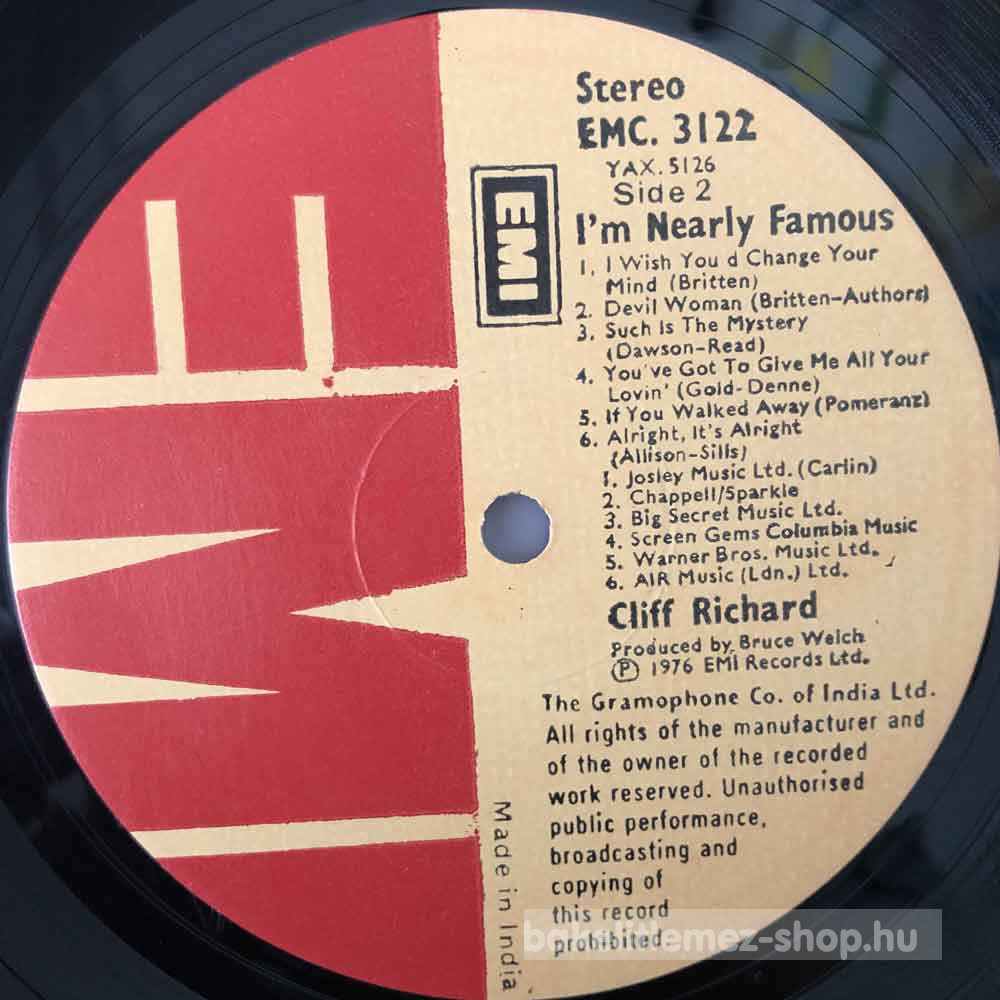 Stereo
EMC. 3122
YAX. 5126
Side 2
EMI
I'm Nearly Famous
1. I Wish You d Change Your
Mind (Britten)
2. Devil Woman (Britten-Authors)
3. Such Is The Mystery
(Dawson-Read)
4. You've Got To Give Me All Your
Lovin' (Gold-Denne)
5. If You Walked Away (Pomeranz)
6. Alright, It's Alright
(Allison-Sills)
1. Josley Music Ltd. (Carlin)
2. Chappell/Sparkle
3. Big Secret Music Ltd.
4. Screen Gems Columbia Music
5. Warner Bros. Music Ltd.
6. AIR Music (Ldn.) Ltd.
Cliff Richard
Produced by Bruce Welch
℗ 1976 EMI Records Ltd.
The Gramophone Co. of India Ltd.
All rights of the manufacturer and
of the owner of the recorded
work reserved. Unauthorised
public performance,
broadcasting and
copying of
this record
prohibited
Made in India
EMI
bakelitlemez-shop.hu